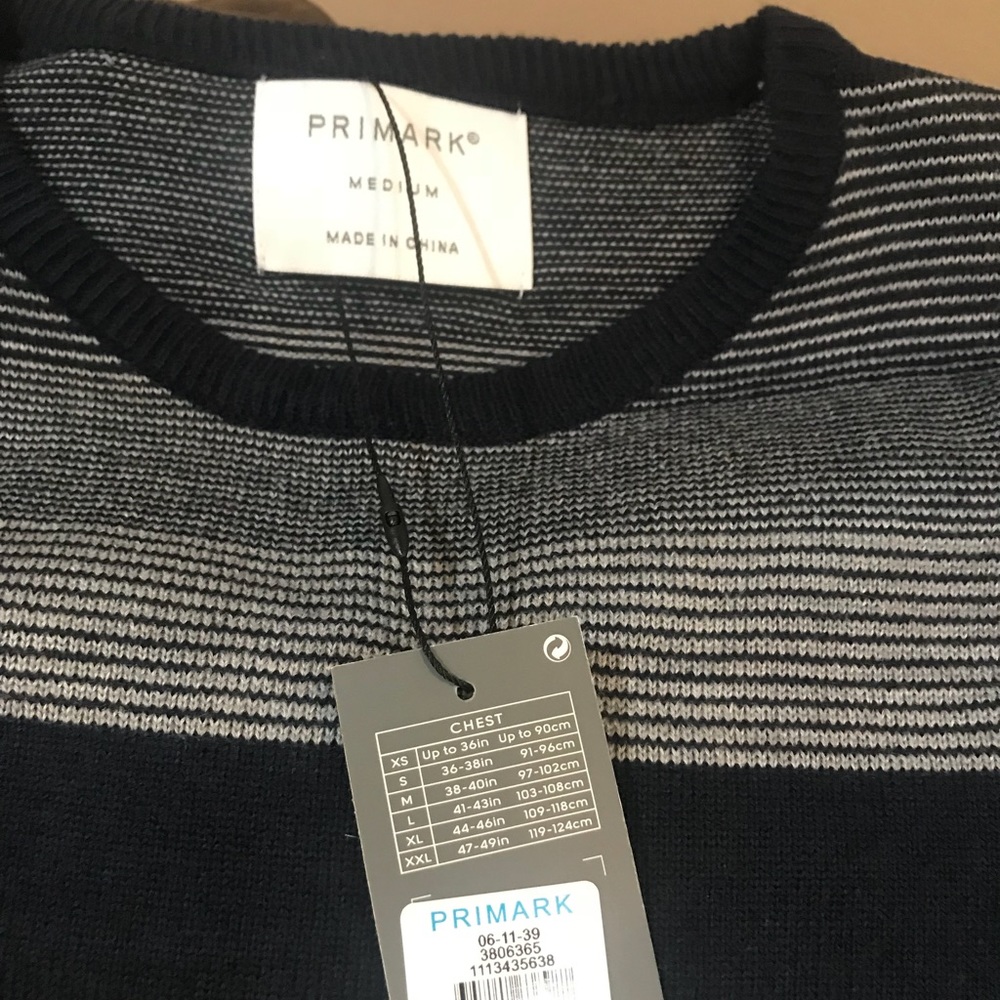 PRIMARK®
MEDIUM
MADE IN CHINA
CHEST
XS Up to 36in Up to 90cm
S 36-38in 91-96cm
M 38-40in 97-102cm
L 41-43in 103-108cm
XL 44-46in 109-118cm
XXL 47-49in 119-124cm
PRIMARK
06-11-39
3806365
1113435638